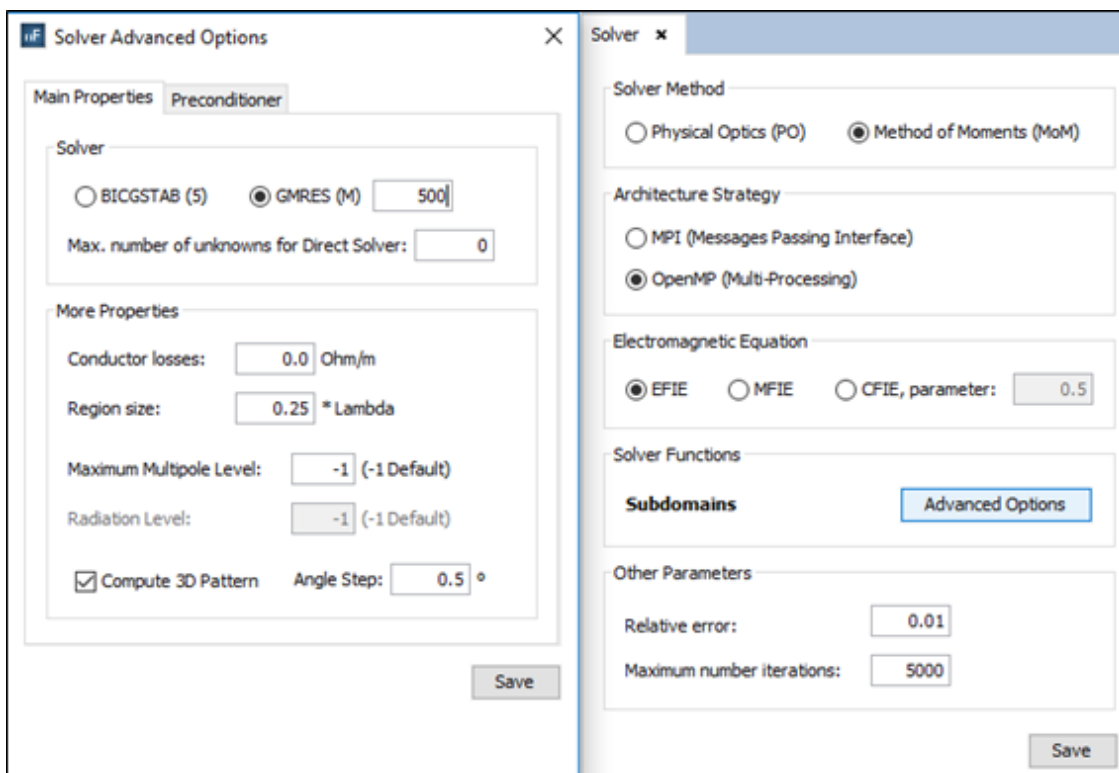 nF Solver Advanced Options
Main Properties Preconditioner
Solver
BICGSTAB (5) GMRES (M) 500
Max. number of unknowns for Direct Solver: 0
More Properties
Conductor losses: 0.0 Ohm/m
Region size: 0.25 * Lambda
Maximum Multipole Level: -1 (-1 Default)
Radiation Level: -1 (-1 Default)
Compute 3D Pattern Angle Step: 0.5 °
Save
Solver
Solver Method
Physical Optics (PO) Method of Moments (MoM)
Architecture Strategy
MPI (Messages Passing Interface)
OpenMP (Multi-Processing)
Electromagnetic Equation
EFIE MFIE CFIE, parameter: 0.5
Solver Functions
Subdomains Advanced Options
Other Parameters
Relative error: 0.01
Maximum number iterations: 5000
Save